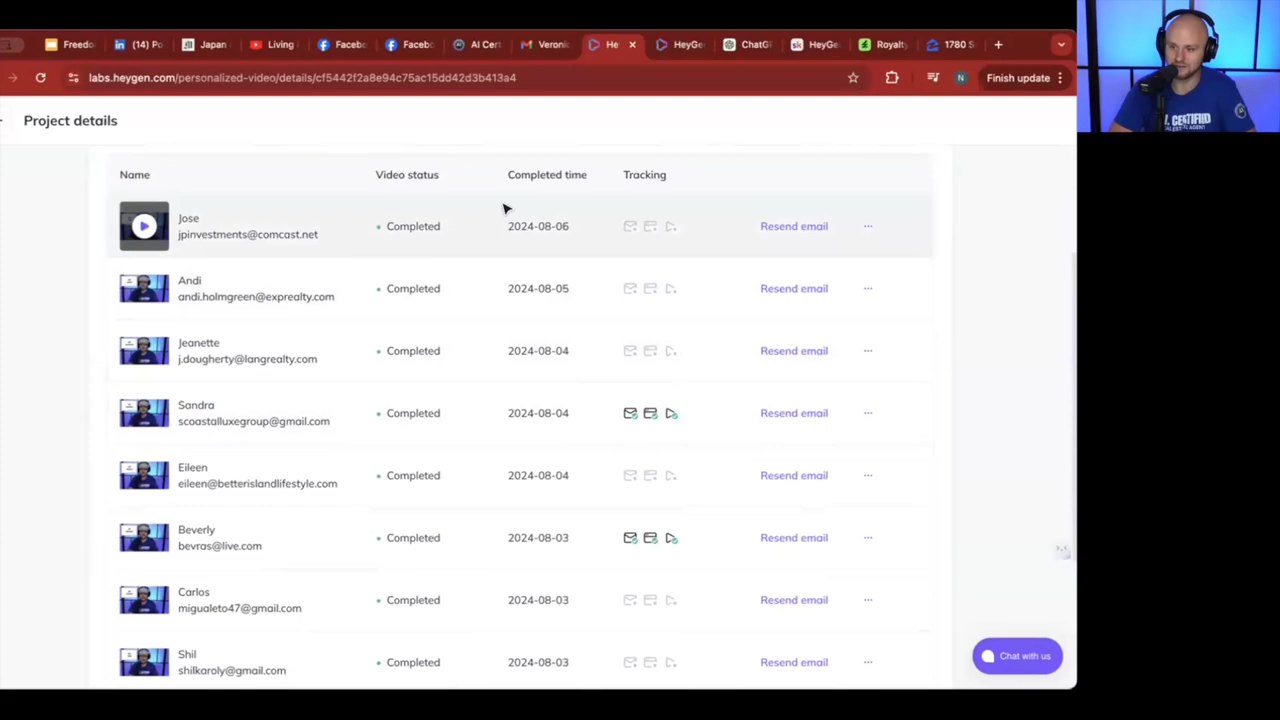 Freedo
(14) Po
Japan
Living
Facebo
Facebo
AI Cert
Veronic
He
HeyGe
ChatG
HeyGe
Royalty
1780 S
labs.heygen.com/personalized-video/details/cf5442f2a8e94c75ac15dd42d3b413a4
N
Finish update
Project details
Name Video status Completed time Tracking
Jose
jpinvestments@comcast.net
Completed 2024-08-06 Resend email
Andi
andi.holmgreen@exprealty.com
Completed 2024-08-05 Resend email
Jeanette
j.dougherty@langrealty.com
Completed 2024-08-04 Resend email
Sandra
scoastalluxegroup@gmail.com
Completed 2024-08-04 Resend email
Eileen
eileen@betterislandlifestyle.com
Completed 2024-08-04 Resend email
Beverly
bevras@live.com
Completed 2024-08-03 Resend email
Carlos
migualeto47@gmail.com
Completed 2024-08-03 Resend email
Shil
shilkaroly@gmail.com
Completed 2024-08-03 Resend email
Chat with us